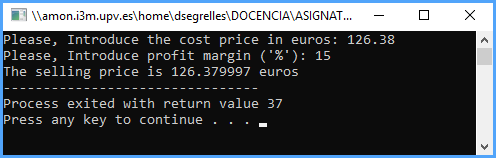 \\amon.i3m.upv.es\home\dsegrelles\DOCENCIA\ASIGNAT...
Please, Introduce the cost price in euros: 126.38
Please, Introduce profit margin ('%'): 15
The selling price is 126.379997 euros
--------------------------------
Process exited with return value 37
Press any key to continue . . .